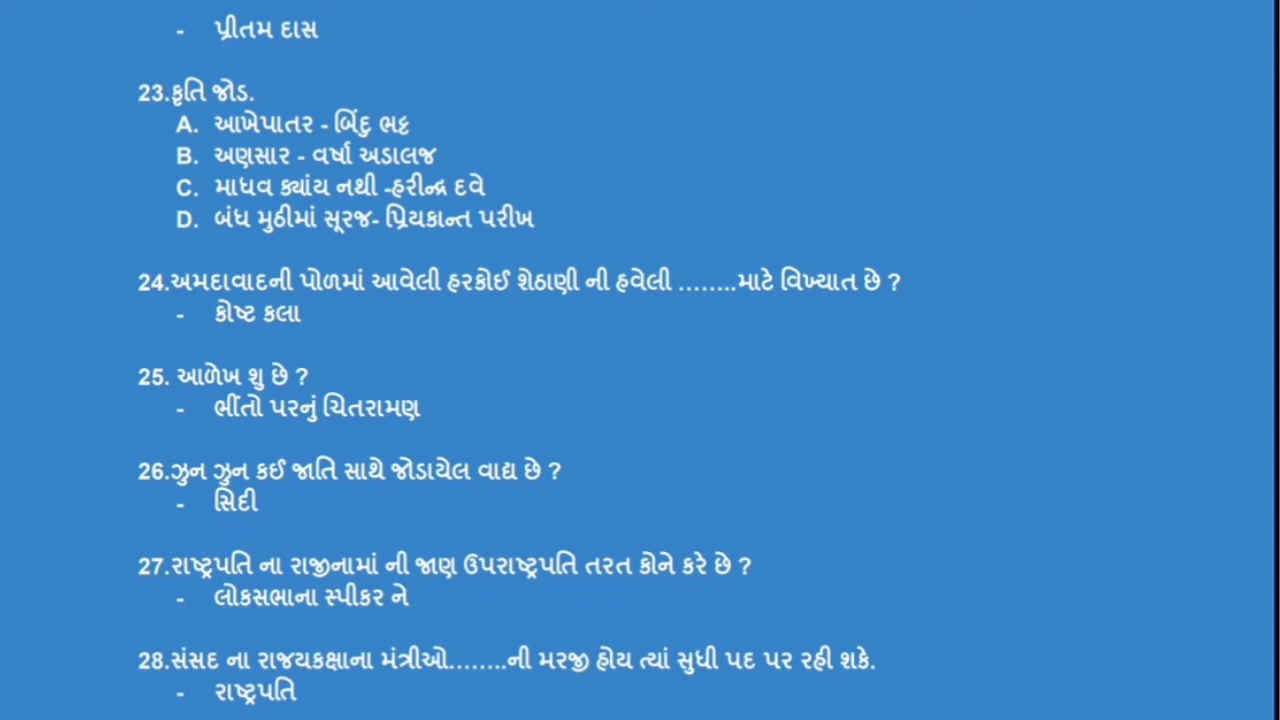 - પ્રીતમ દાસ
23.કૃતિ જોડ.
A. આખેપાતર - બિંદુ ભટ્ટ
B. અણસાર - વર્ષા અડાલજ
C. માધવ ક્યાંય નથી -હરીન્દ્ર દવે
D. બંધ મુઠીમાં સૂરજ- પ્રિયકાન્ત પરીખ
24.અમદાવાદની પોળમાં આવેલી હરકોઈ શેઠાણી ની હવેલી ........માટે વિખ્યાત છે ?
- કોષ્ટ કલા
25. આળેખ શુ છે ?
- ભીંતો પરનું ચિતરામણ
26.ઝુન ઝુન કઈ જાતિ સાથે જોડાયેલ વાદ્ય છે ?
- સિદી
27.રાષ્ટ્રપતિ ના રાજીનામાં ની જાણ ઉપરાષ્ટ્રપતિ તરત કોને કરે છે ?
- લોકસભાના સ્પીકર ને
28.સંસદ ના રાજયકક્ષાના મંત્રીઓ........ની મરજી હોય ત્યાં સુધી પદ પર રહી શકે.
- રાષ્ટ્રપતિ